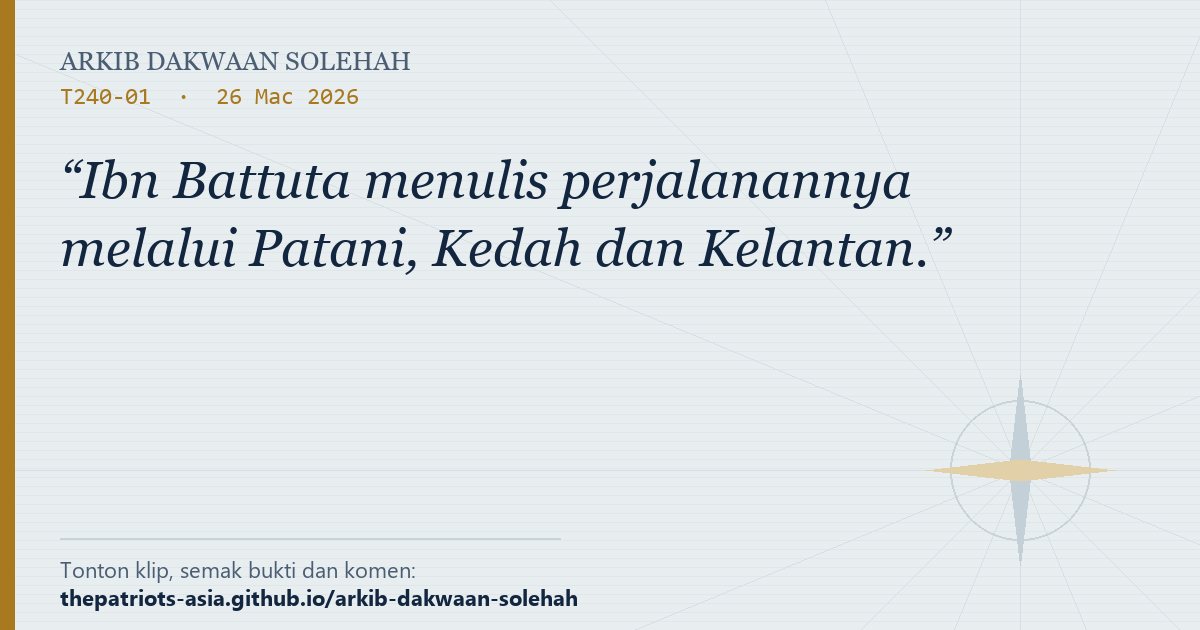 ARKIB DAKWAAN SOLEHAH
T240-01 · 26 Mac 2026
“Ibn Battuta menulis perjalanannya
melalui Patani, Kedah dan Kelantan.”
Tonton klip, semak bukti dan komen:
thepatriots-asia.github.io/arkib-dakwaan-solehah